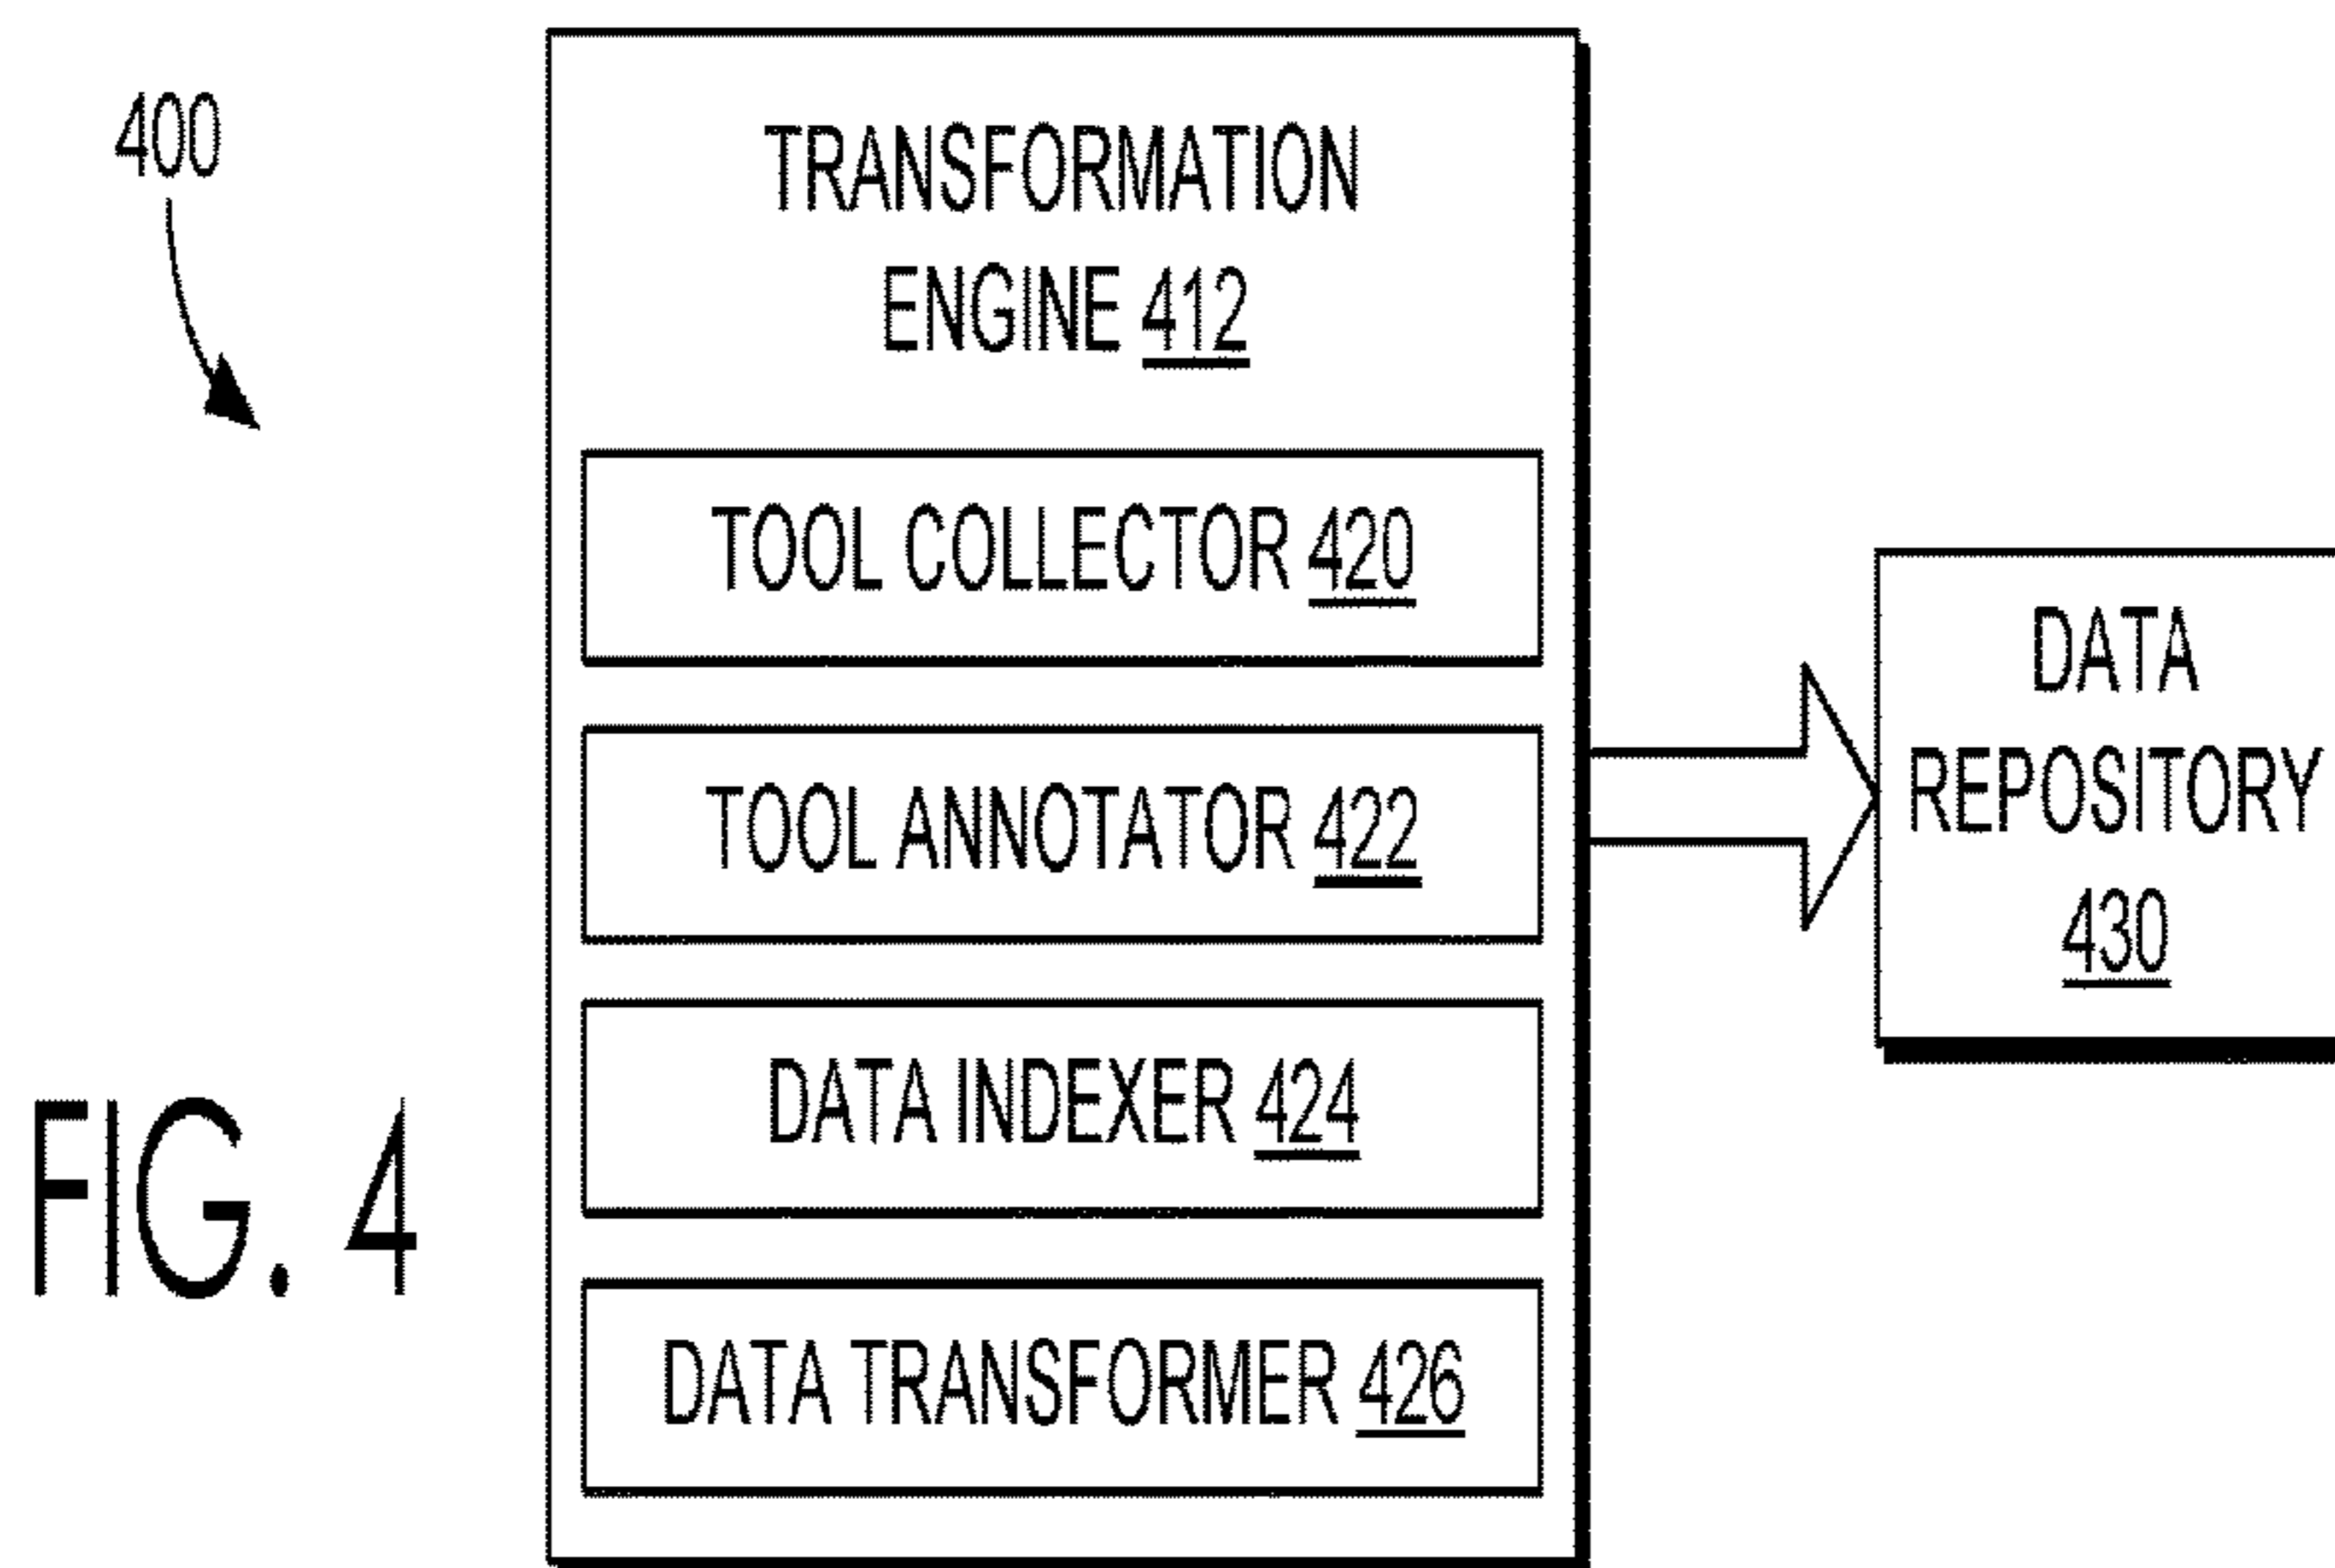 400
TRANSFORMATION
ENGINE 412
TOOL COLLECTOR 420
TOOL ANNOTATOR 422
DATA INDEXER 424
DATA TRANSFORMER 426
DATA
REPOSITORY
430
FIG. 4